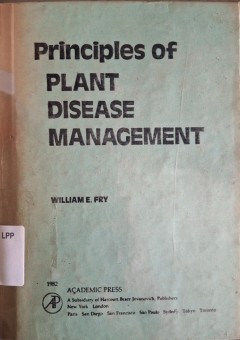 Principles of
PLANT
DISEASE
MANAGEMENT
WILLIAM E. FRY
LPP
1982
ACADEMIC PRESS
A Subsidiary of Harcourt Brace Jovanovich, Publishers
New York London
Paris San Diego San Francisco São Paulo Sydney Tokyo Toronto